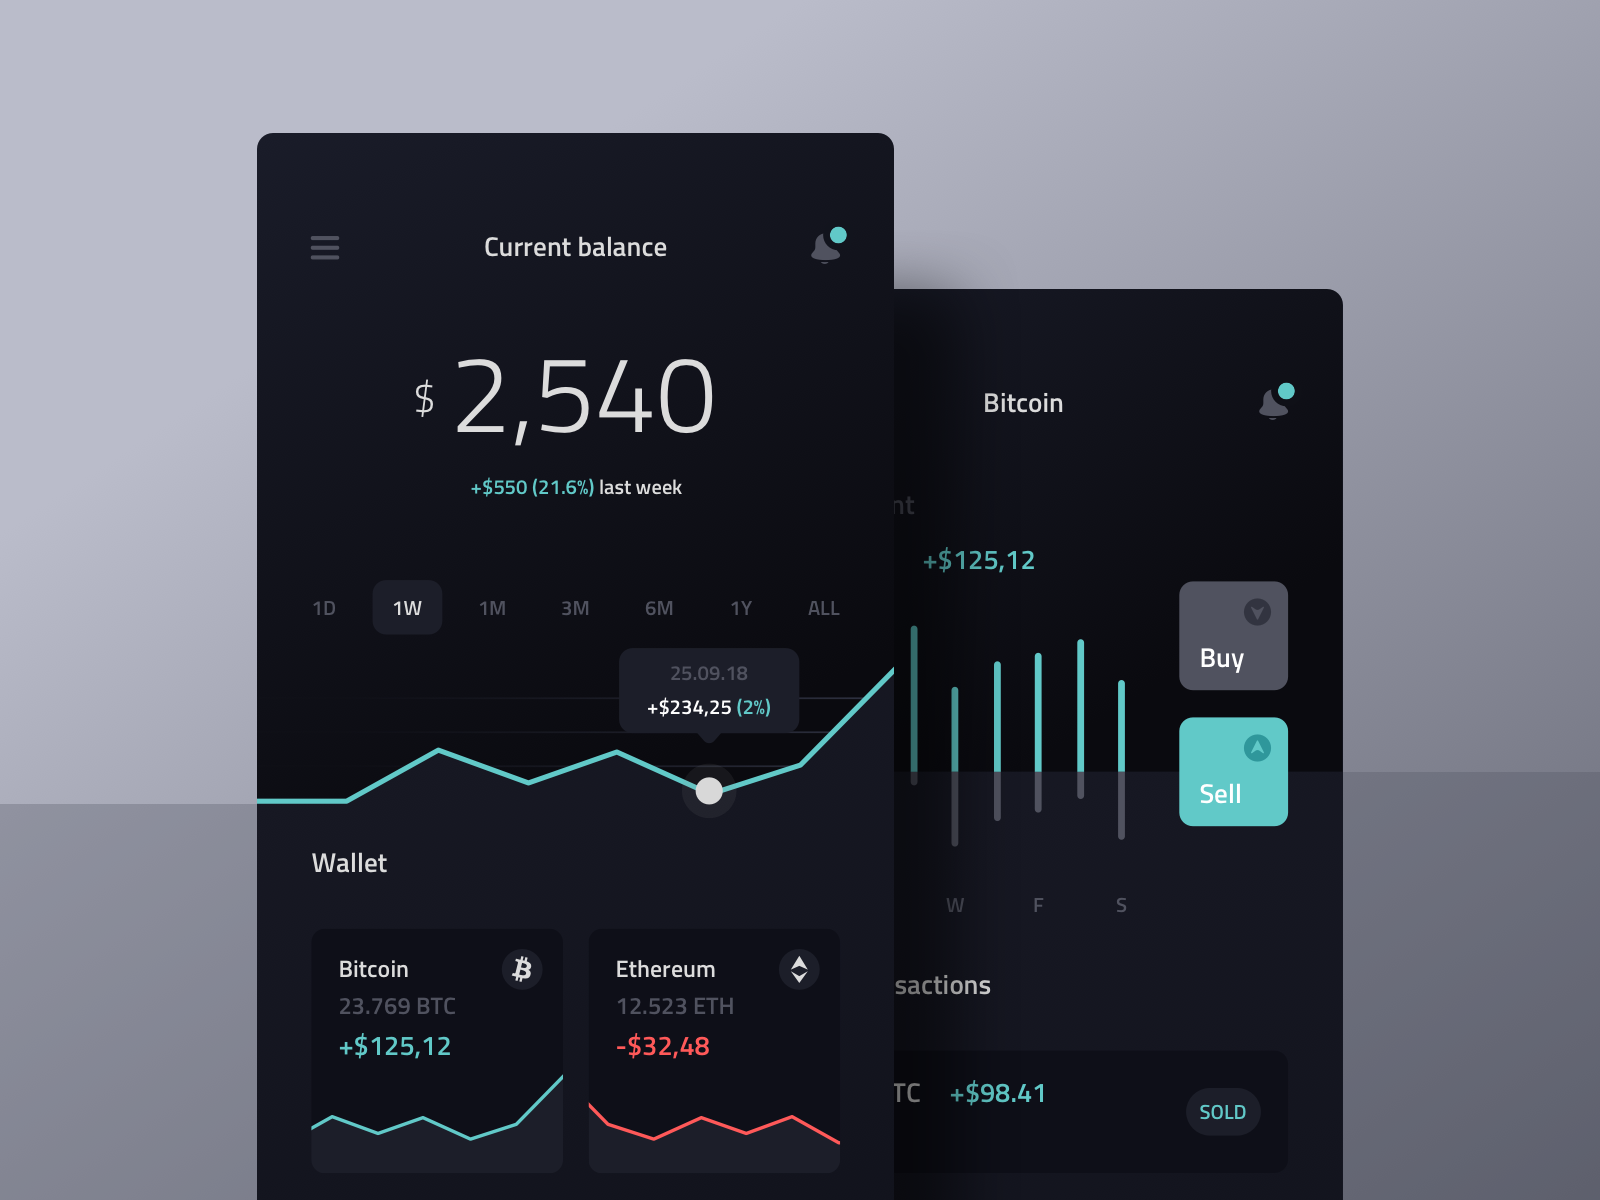 Current balance
$ 2,540
+$550 (21.6%) last week
1D 1W 1M 3M 6M 1Y ALL
25.09.18
+$234,25 (2%)
Wallet
Bitcoin
23.769 BTC
+$125,12
Ethereum
12.523 ETH
-$32,48
Bitcoin
nt
+$125,12
Buy
Sell
W F S
sactions
TC +$98.41
SOLD